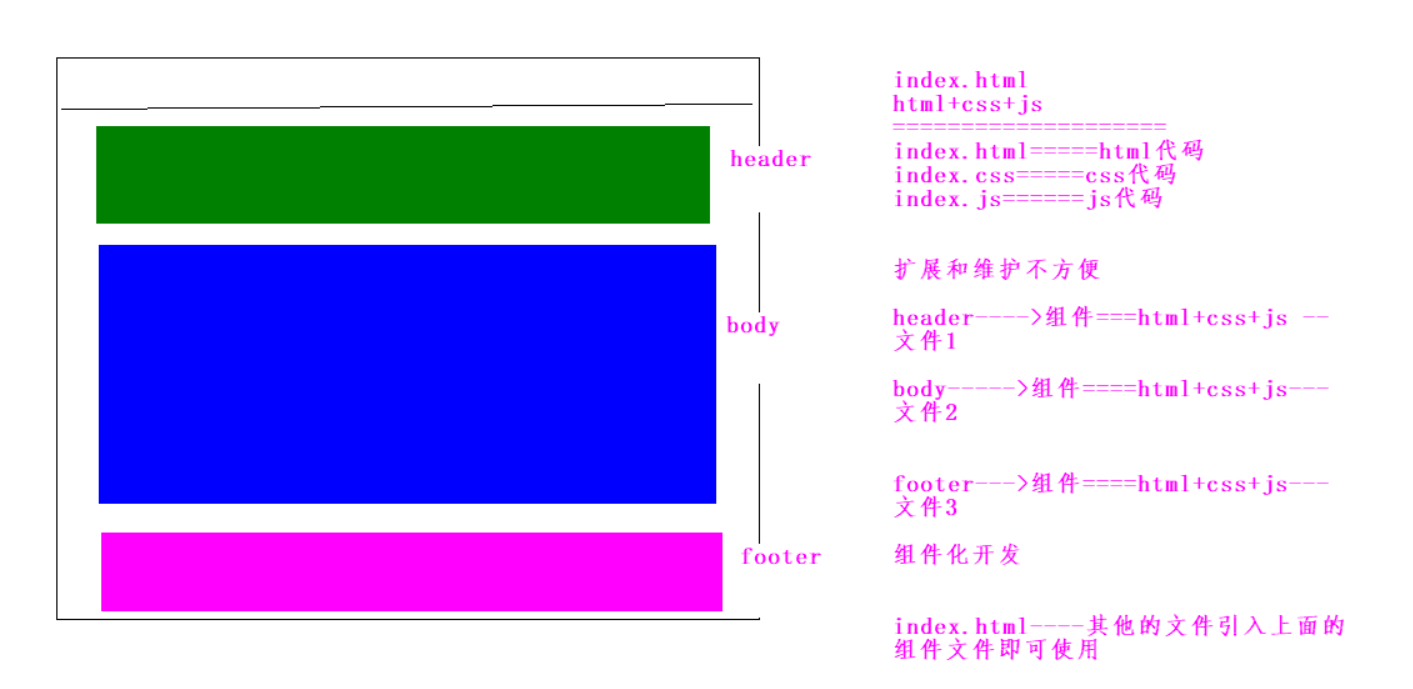 header
body
footer
index.html
html+css+js
====================
index.html=====html代码
index.css=====css代码
index.js======js代码
扩展和维护不方便
header---->组件===html+css+js --
文件1
body----->组件====html+css+js---
文件2
footer--->组件====html+css+js---
文件3
组件化开发
index.html----其他的文件引入上面的
组件文件即可使用